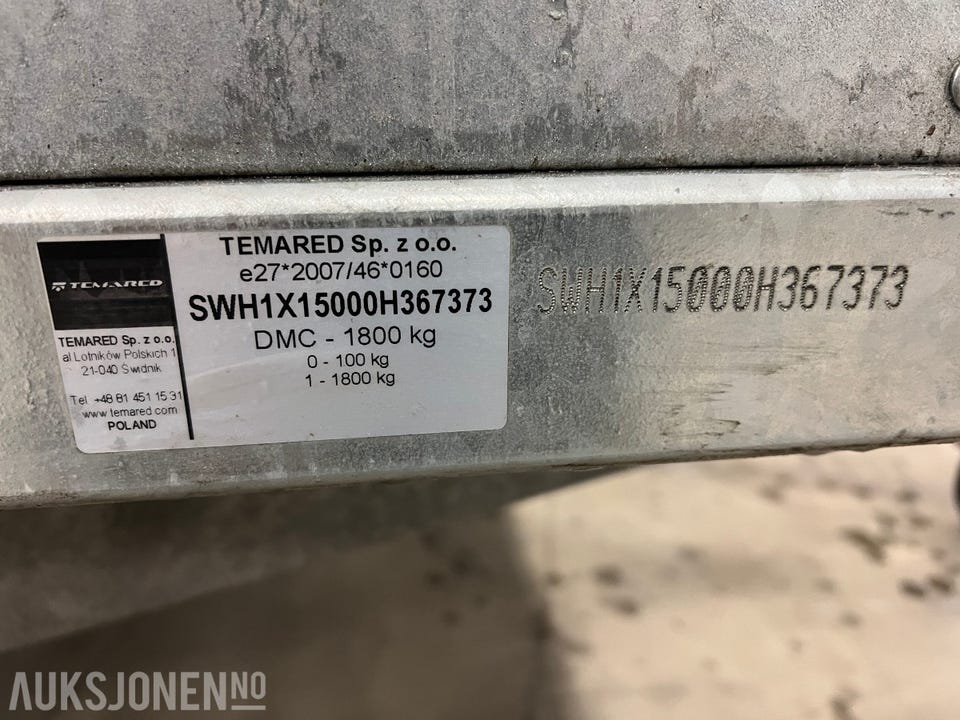 TEMARED
TEMARED Sp. z o.o.
al.Lotników Polskich 1
21-040 Świdnik
Tel. +48 81 451 15 31
www.temared.com
POLAND
TEMARED Sp. z o.o.
e27*2007/46*0160
SWH1X15000H367373
DMC - 1800 kg
0 - 100 kg
1 - 1800 kg
SWH1X15000H367373
AUKSJONEN NO